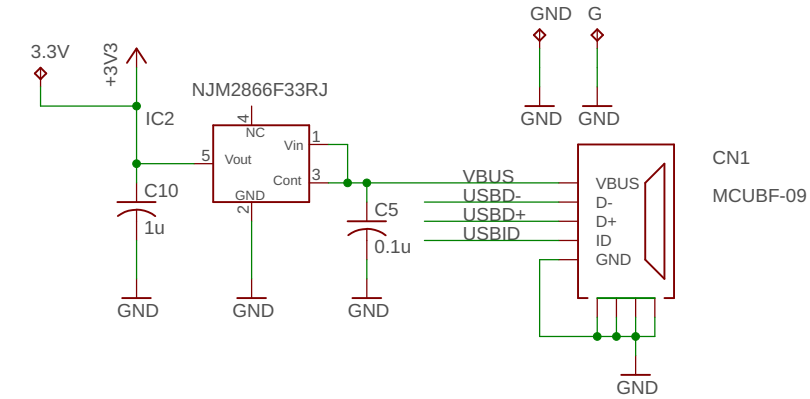 GND G
3.3V
+3V3
NJM2866F33RJ
IC2
GND GND
4
NC
1
Vin
5
Vout
3
Cont
GND
2
C10
1u
C5
0.1u
VBUS
USBD-
USBD+
USBID
CN1
MCUBF-09
VBUS
D-
D+
ID
GND
GND GND GND
GND